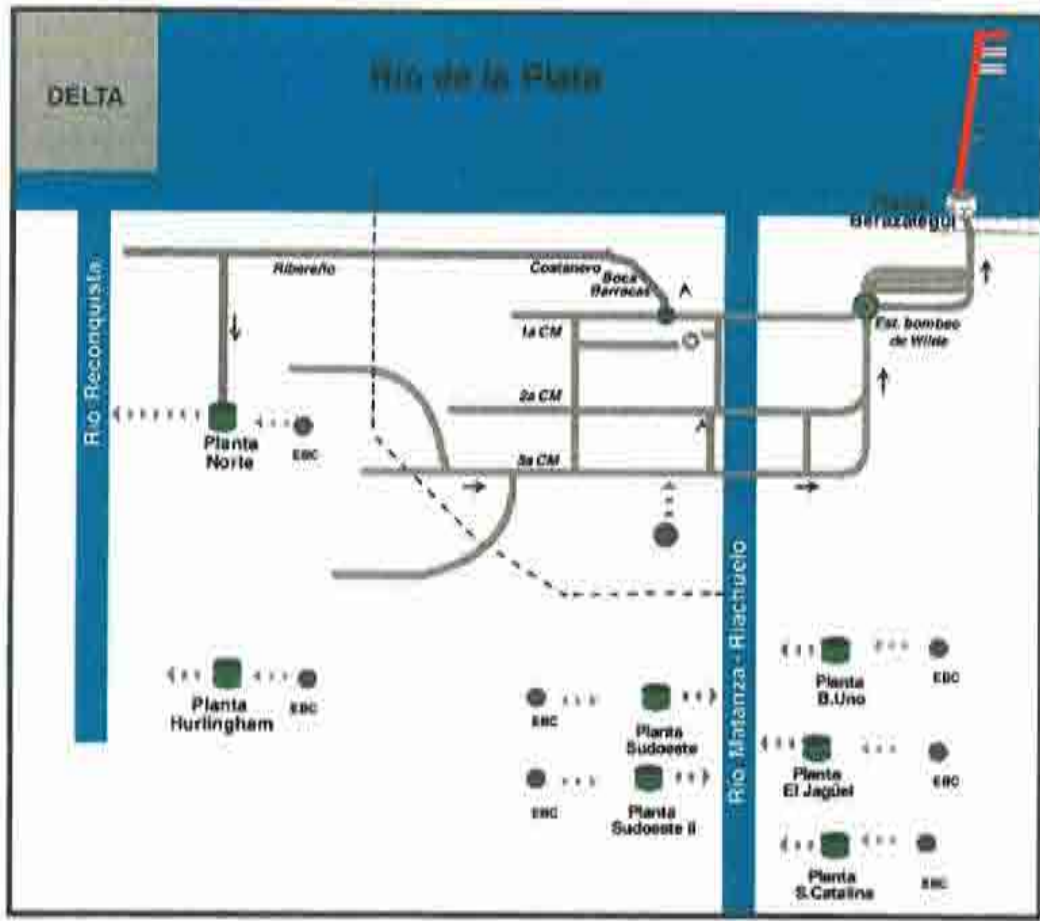 DELTA
Río de la Plata
Planta
Berazategui
Ribereño
Costanero
Boca
Barracas
A
1a CM
Est. bombeo
de Wilde
2a CM
A
3a CM
Río Reconquista
Planta
Norte
EBC
Río Matanza - Riachuelo
Planta
Hurlingham
EBC
EBC
Planta
Sudoeste
EBC
Planta
Sudoeste II
Planta
B.Uno
EBC
Planta
El Jagüel
EBC
Planta
S.Catalina
EBC